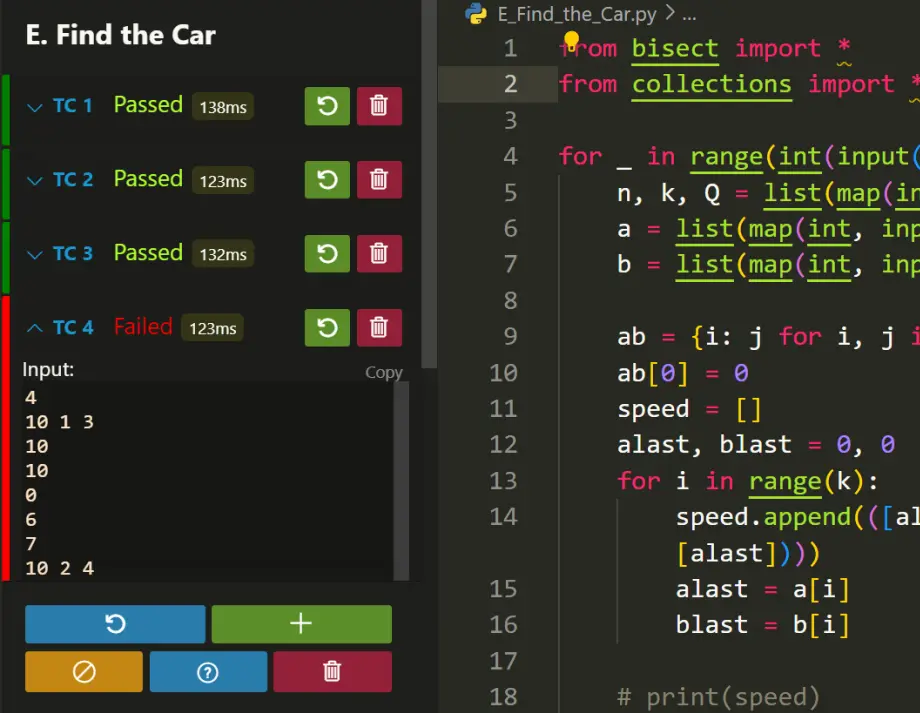 E. Find the Car
TC 1 Passed 138ms
TC 2 Passed 123ms
TC 3 Passed 132ms
TC 4 Failed 123ms
Input:
Copy
4
10 1 3
10
10
0
6
7
10 2 4
E_Find_the_Car.py > ...
1 from bisect import *
2 from collections import *
3
4 for _ in range(int(input(
5 n, k, Q = list(map(in
6 a = list(map(int, inp
7 b = list(map(int, inp
8
9 ab = {i: j for i, j i
10 ab[0] = 0
11 speed = []
12 alast, blast = 0, 0
13 for i in range(k):
14 speed.append(([al
[alast])))
15 alast = a[i]
16 blast = b[i]
17
18 # print(speed)